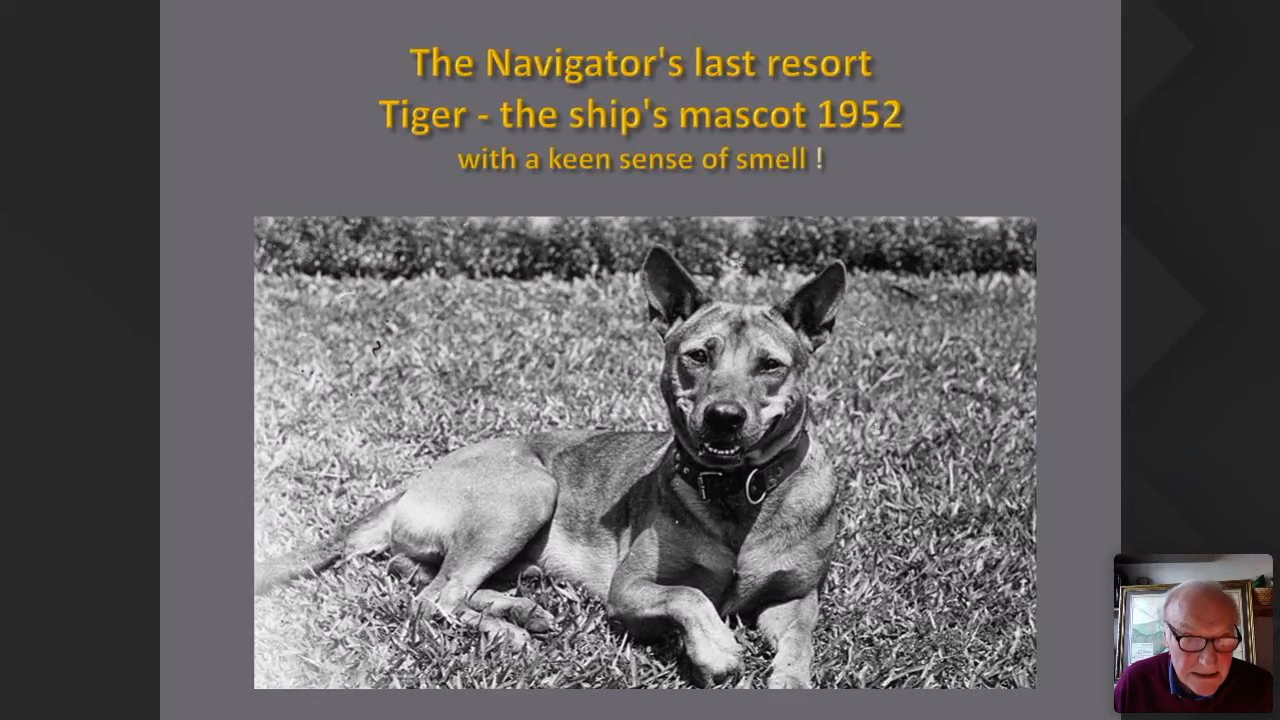 The Navigator's last resort
Tiger - the ship's mascot 1952
with a keen sense of smell !